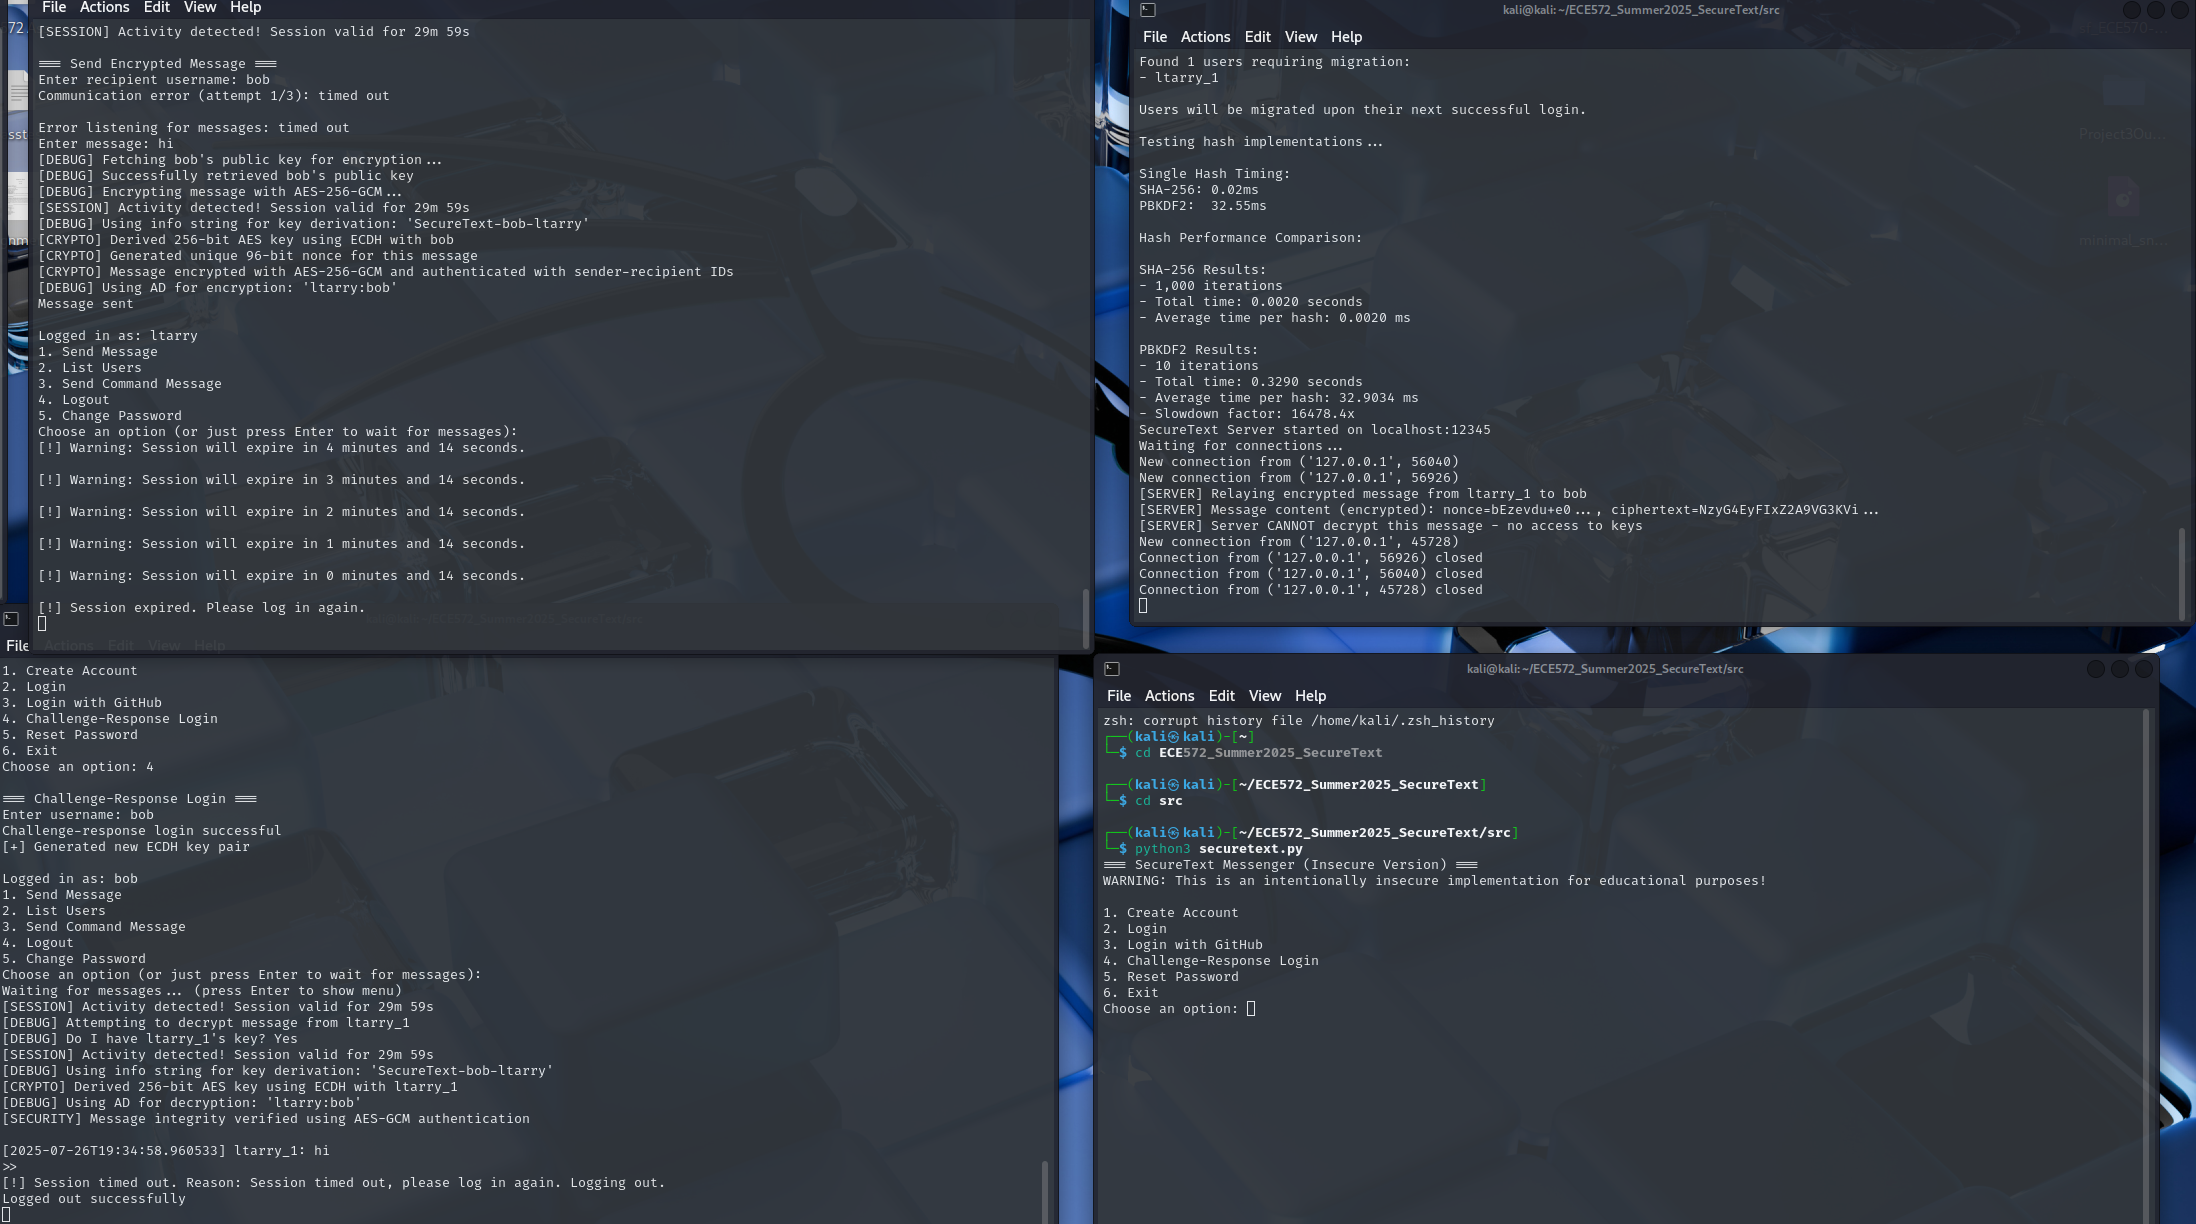 72.
sst
nm
File Actions Edit View Help
[SESSION] Activity detected! Session valid for 29m 59s
=== Send Encrypted Message ===
Enter recipient username: bob
Communication error (attempt 1/3): timed out
Error listening for messages: timed out
Enter message: hi
[DEBUG] Fetching bob's public key for encryption...
[DEBUG] Successfully retrieved bob's public key
[DEBUG] Encrypting message with AES-256-GCM...
[SESSION] Activity detected! Session valid for 29m 59s
[DEBUG] Using info string for key derivation: 'SecureText-bob-ltarry'
[CRYPTO] Derived 256-bit AES key using ECDH with bob
[CRYPTO] Generated unique 96-bit nonce for this message
[CRYPTO] Message encrypted with AES-256-GCM and authenticated with sender-recipient IDs
[DEBUG] Using AD for encryption: 'ltarry:bob'
Message sent
Logged in as: ltarry
1. Send Message
2. List Users
3. Send Command Message
4. Logout
5. Change Password
Choose an option (or just press Enter to wait for messages):
[!] Warning: Session will expire in 4 minutes and 14 seconds.
[!] Warning: Session will expire in 3 minutes and 14 seconds.
[!] Warning: Session will expire in 2 minutes and 14 seconds.
[!] Warning: Session will expire in 1 minutes and 14 seconds.
[!] Warning: Session will expire in 0 minutes and 14 seconds.
[!] Session expired. Please log in again.
kali@kali: ~/ECE572_Summer2025_SecureText/src
File Actions Edit View Help
Found 1 users requiring migration:
- ltarry_1
Users will be migrated upon their next successful login.
Testing hash implementations...
Single Hash Timing:
SHA-256: 0.02ms
PBKDF2:  32.55ms
Hash Performance Comparison:
SHA-256 Results:
- 1,000 iterations
- Total time: 0.0020 seconds
- Average time per hash: 0.0020 ms
PBKDF2 Results:
- 10 iterations
- Total time: 0.3290 seconds
- Average time per hash: 32.9034 ms
- Slowdown factor: 16478.4x
SecureText Server started on localhost:12345
Waiting for connections...
New connection from ('127.0.0.1', 56040)
New connection from ('127.0.0.1', 56926)
[SERVER] Relaying encrypted message from ltarry_1 to bob
[SERVER] Message content (encrypted): nonce=bEzevdu+e0..., ciphertext=NzyG4EyFIxZ2A9VG3KVi...
[SERVER] Server CANNOT decrypt this message - no access to keys
New connection from ('127.0.0.1', 45728)
Connection from ('127.0.0.1', 56926) closed
Connection from ('127.0.0.1', 56040) closed
Connection from ('127.0.0.1', 45728) closed
Project3Ou...
minimal_sn...
File Actions Edit View Help
1. Create Account
2. Login
3. Login with GitHub
4. Challenge-Response Login
5. Reset Password
6. Exit
Choose an option: 4
=== Challenge-Response Login ===
Enter username: bob
Challenge-response login successful
[+] Generated new ECDH key pair
Logged in as: bob
1. Send Message
2. List Users
3. Send Command Message
4. Logout
5. Change Password
Choose an option (or just press Enter to wait for messages):
Waiting for messages... (press Enter to show menu)
[SESSION] Activity detected! Session valid for 29m 59s
[DEBUG] Attempting to decrypt message from ltarry_1
[DEBUG] Do I have ltarry_1's key? Yes
[SESSION] Activity detected! Session valid for 29m 59s
[DEBUG] Using info string for key derivation: 'SecureText-bob-ltarry'
[CRYPTO] Derived 256-bit AES key using ECDH with ltarry_1
[DEBUG] Using AD for decryption: 'ltarry:bob'
[SECURITY] Message integrity verified using AES-GCM authentication
[2025-07-26T19:34:58.960533] ltarry_1: hi
>>
[!] Session timed out. Reason: Session timed out, please log in again. Logging out.
Logged out successfully
kali@kali: ~/ECE572_Summer2025_SecureText/src
File Actions Edit View Help
zsh: corrupt history file /home/kali/.zsh_history
┌──(kali㉿kali)-[~]
└─$ cd ECE572_Summer2025_SecureText
┌──(kali㉿kali)-[~/ECE572_Summer2025_SecureText]
└─$ cd src
┌──(kali㉿kali)-[~/ECE572_Summer2025_SecureText/src]
└─$ python3 securetext.py
=== SecureText Messenger (Insecure Version) ===
WARNING: This is an intentionally insecure implementation for educational purposes!
1. Create Account
2. Login
3. Login with GitHub
4. Challenge-Response Login
5. Reset Password
6. Exit
Choose an option: